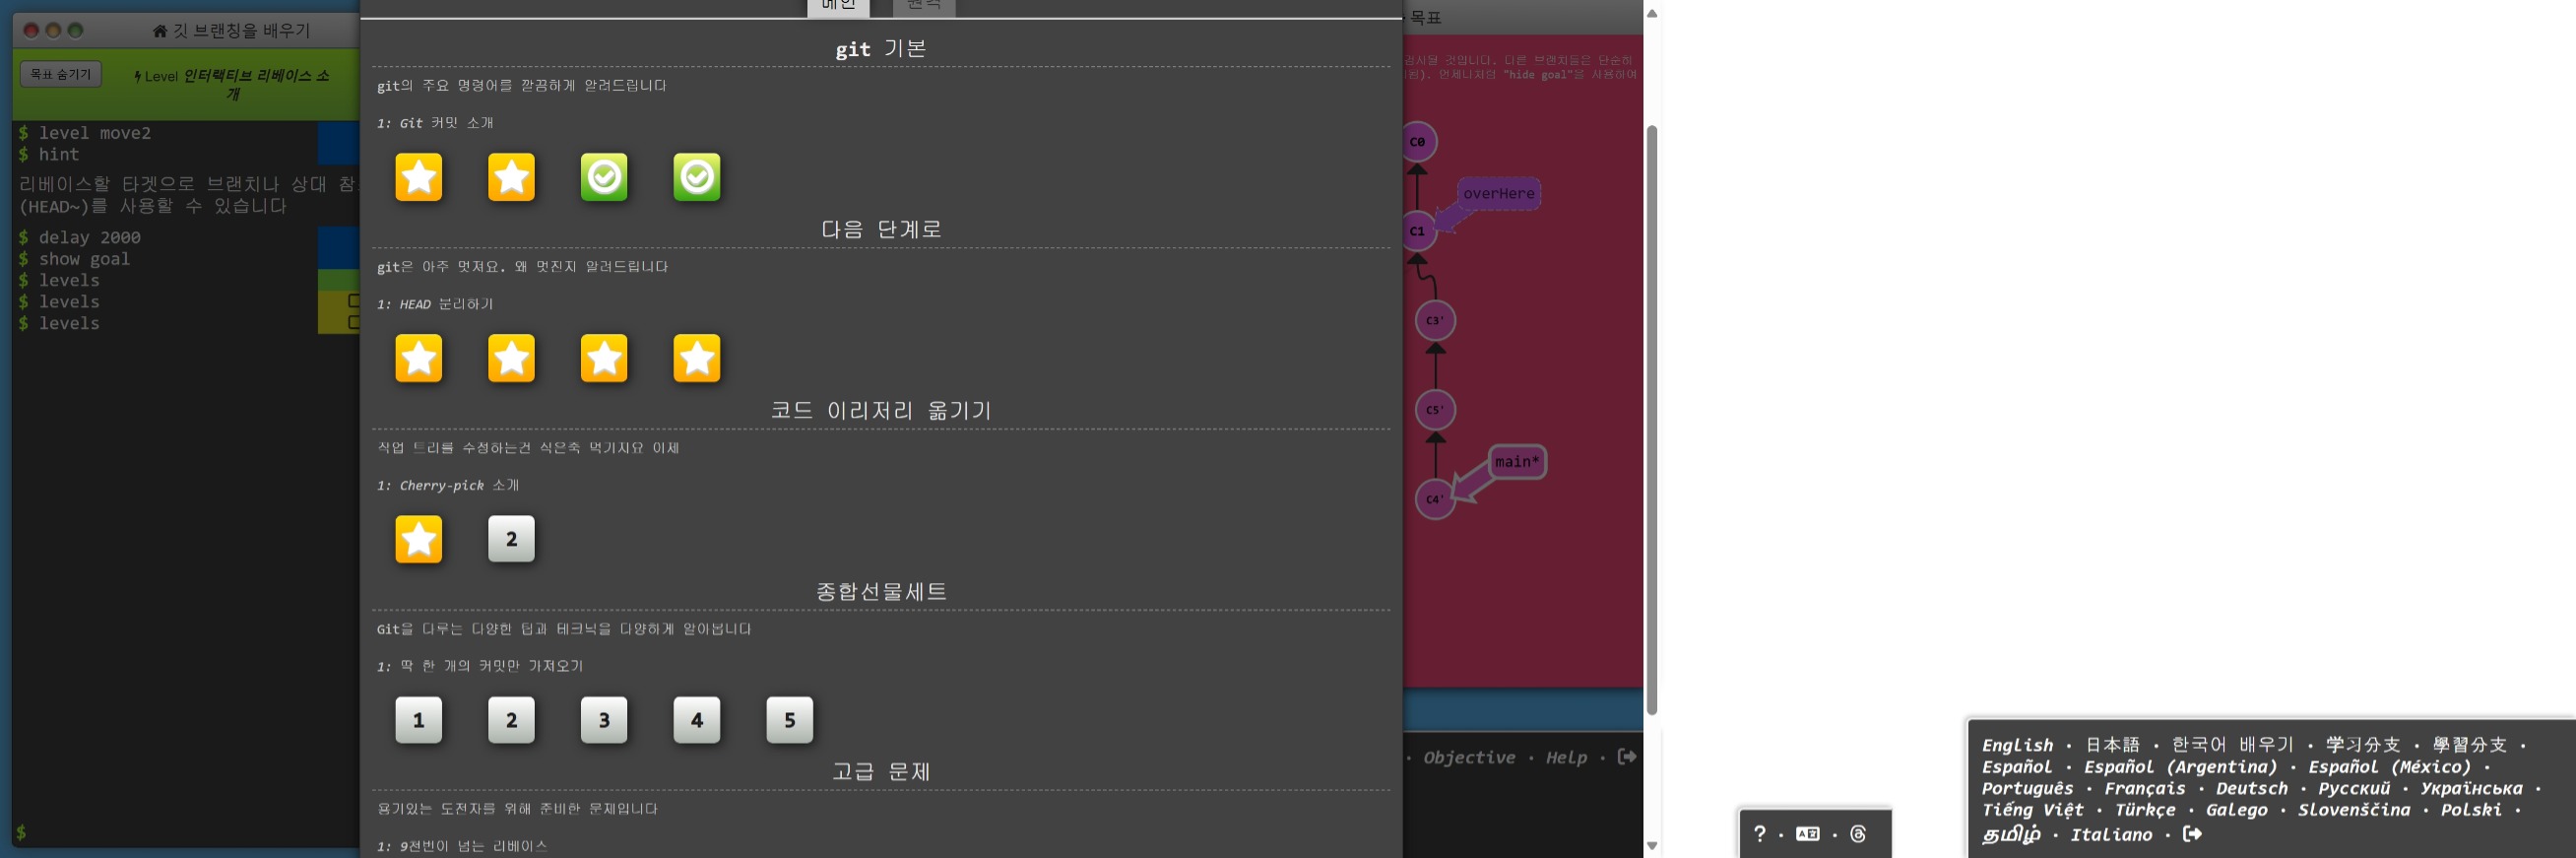 깃 브랜칭을 배우기
목표 숨기기
Level 인터랙티브 리베이스 소
개
$ level move2
$ hint
리베이스할 타겟으로 브랜치나 상대 참
(HEAD~)를 사용할 수 있습니다
$ delay 2000
$ show goal
$ levels
$ levels
$ levels
$
메인
원격
git 기본
git의 주요 명령어를 깔끔하게 알려드립니다
1: Git 커밋 소개
다음 단계로
git은 아주 멋져요. 왜 멋진지 알려드립니다
1: HEAD 분리하기
코드 이리저리 옮기기
작업 트리를 수정하는건 식은죽 먹기지요 이제
1: Cherry-pick 소개
2
종합선물세트
Git을 다루는 다양한 팁과 테크닉을 다양하게 알아봅니다
1: 딱 한 개의 커밋만 가져오기
1 2 3 4 5
고급 문제
용기있는 도전자를 위해 준비한 문제입니다
1: 9천번이 넘는 리베이스
목표
것입니다. 다른 브랜치들은 단순히
언제나처럼 "hide goal"을 사용하여
C0
overHere
C1
C3'
C5'
main*
C4'
· Objective · Help ·
? · · 
English · 日本語 · 한국어 배우기 · 学习分支 · 學習分支 ·
Español · Español (Argentina) · Español (México) ·
Português · Français · Deutsch · Русский · Українська ·
Tiếng Việt · Türkçe · Galego · Slovenščina · Polski ·
தமிழ் · Italiano ·